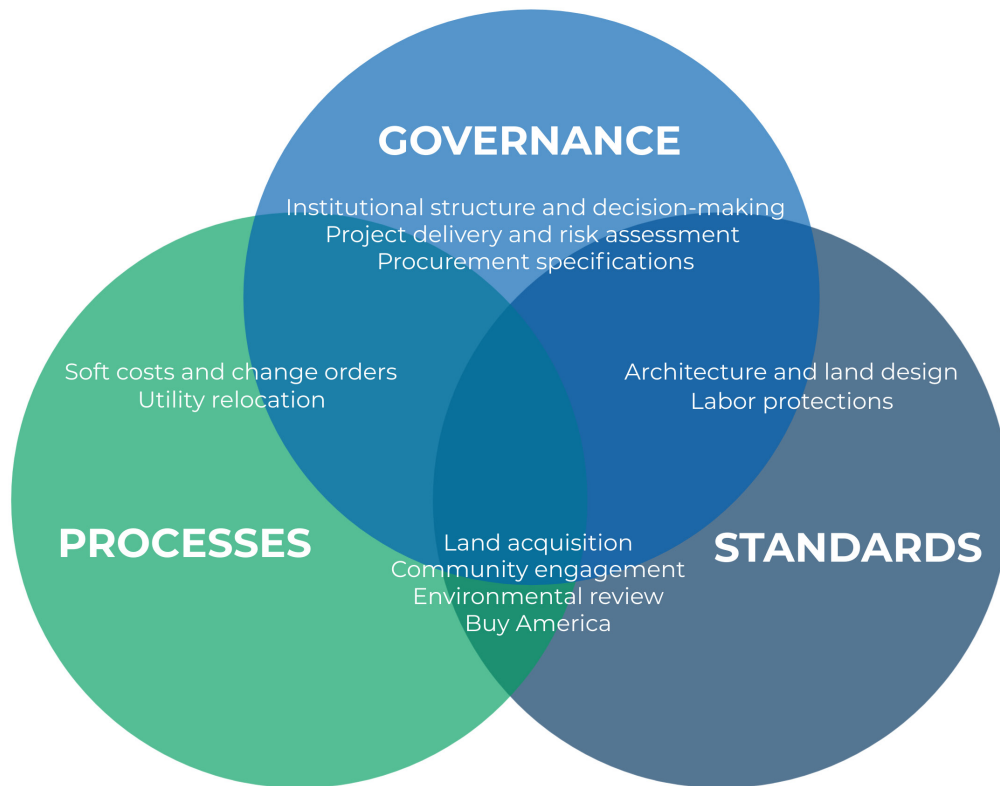 GOVERNANCE
Institutional structure and decision-making
Project delivery and risk assessment
Procurement specifications
Soft costs and change orders
Utility relocation
Architecture and land design
Labor protections
PROCESSES
Land acquisition
Community engagement
Environmental review
Buy America
STANDARDS